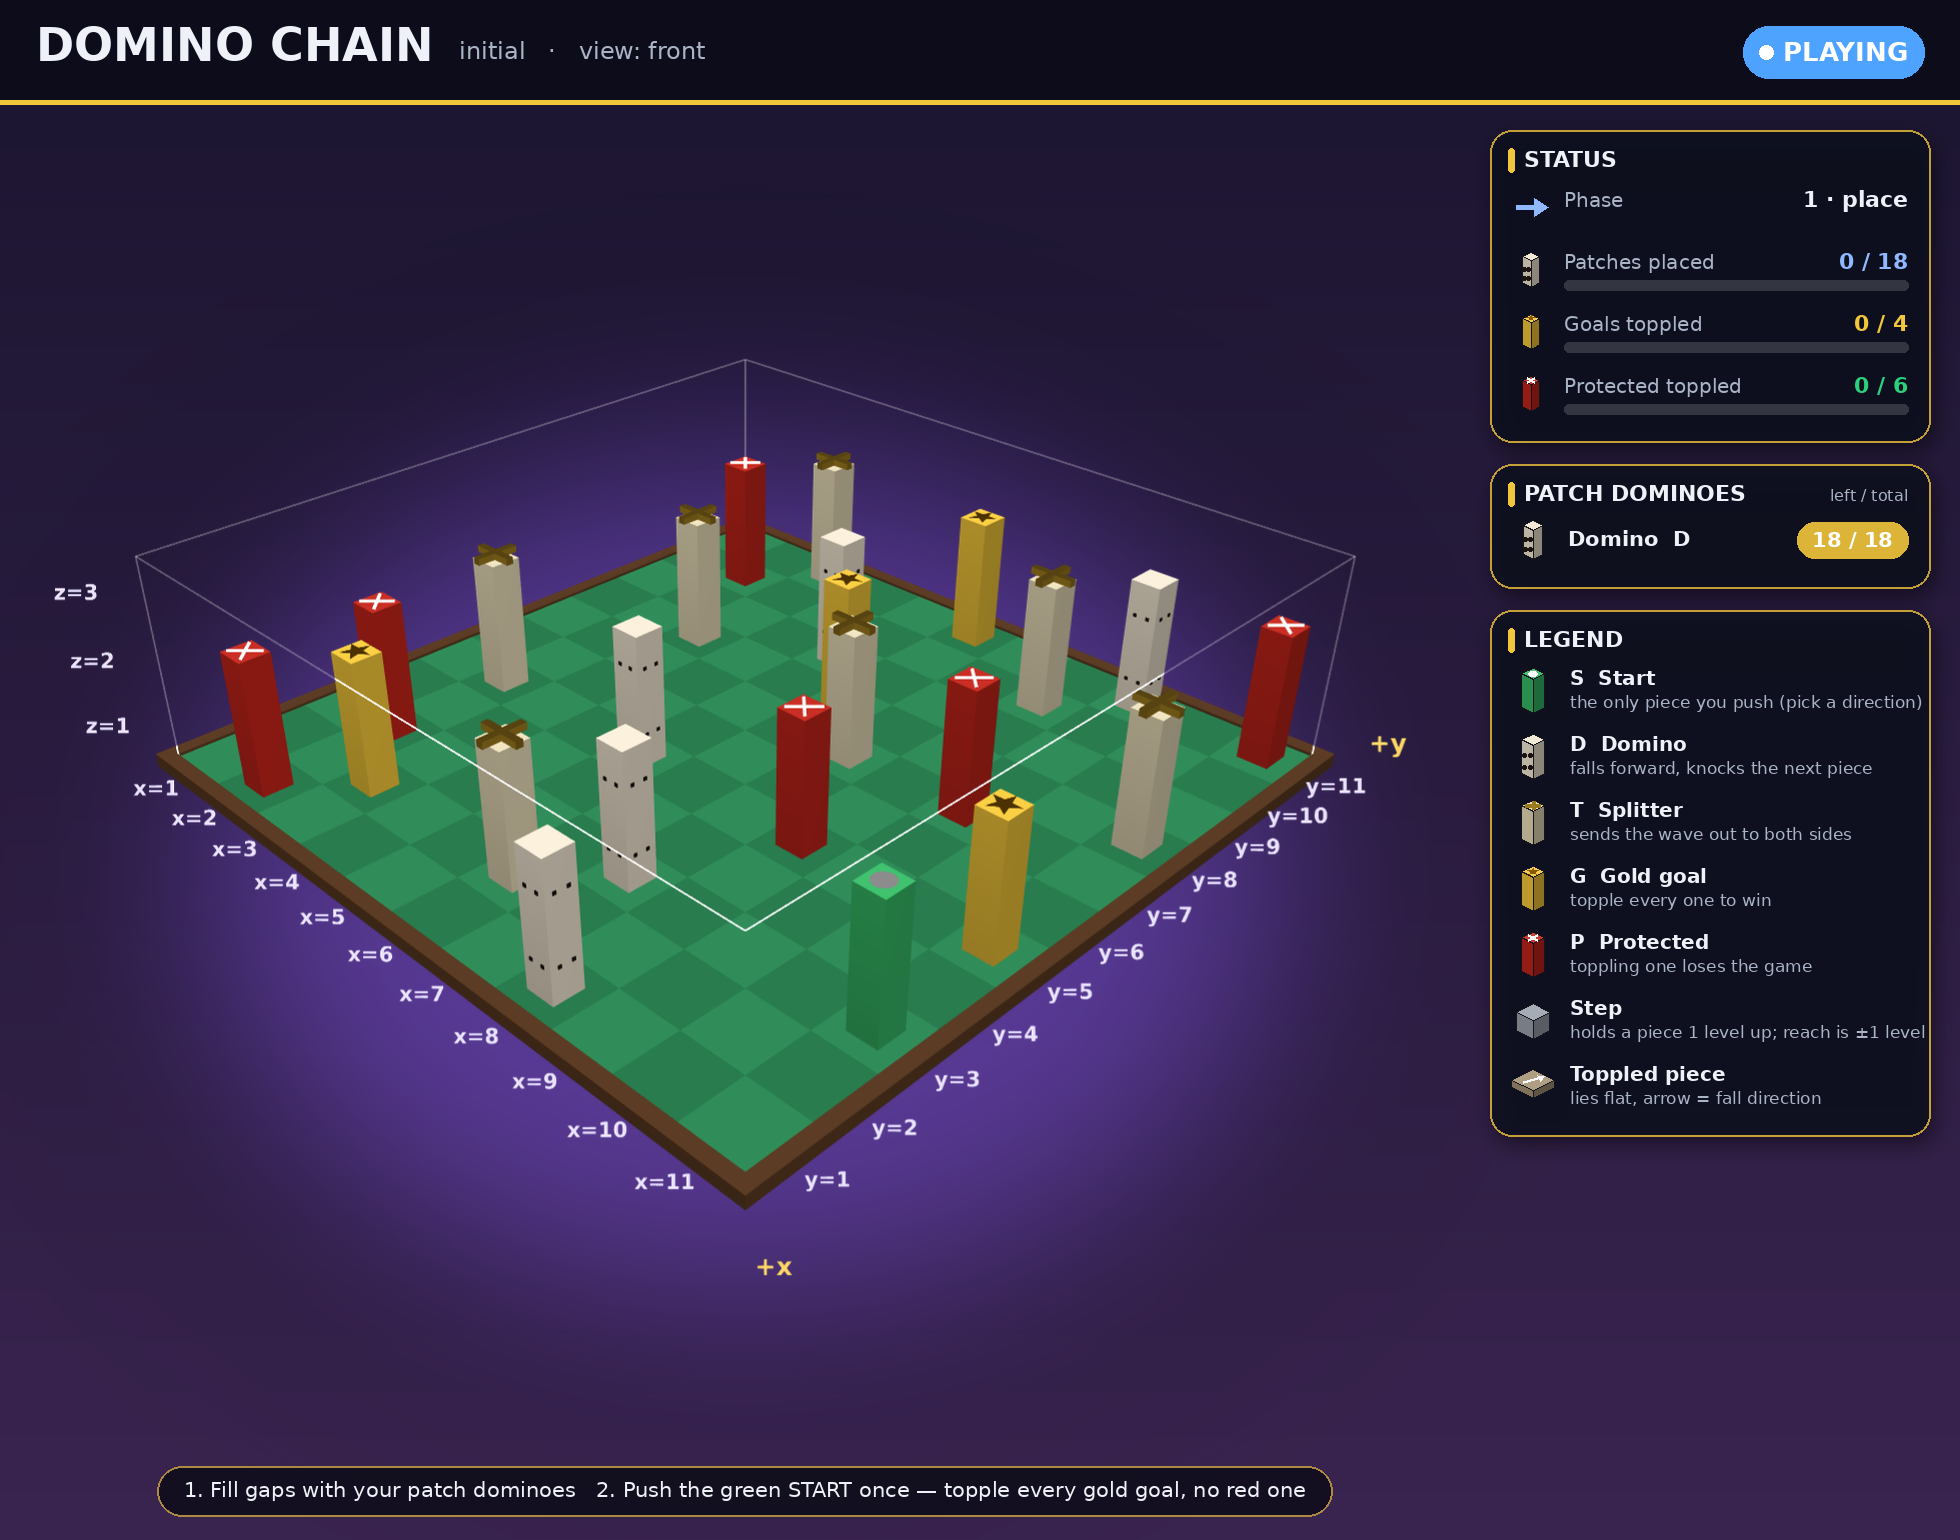 DOMINO CHAIN initial · view: front
PLAYING
STATUS
Phase 1 · place
Patches placed 0 / 18
Goals toppled 0 / 4
Protected toppled 0 / 6
PATCH DOMINOES left / total
Domino D 18 / 18
LEGEND
S Start
the only piece you push (pick a direction)
D Domino
falls forward, knocks the next piece
T Splitter
sends the wave out to both sides
G Gold goal
topple every one to win
P Protected
toppling one loses the game
Step
holds a piece 1 level up; reach is ±1 level
Toppled piece
lies flat, arrow = fall direction
z=3
z=2
z=1
x=1
x=2
x=3
x=4
x=5
x=6
x=7
x=8
x=9
x=10
x=11
+x
y=1
y=2
y=3
y=4
y=5
y=6
y=7
y=8
y=9
y=10
y=11
+y
1. Fill gaps with your patch dominoes 2. Push the green START once — topple every gold goal, no red one